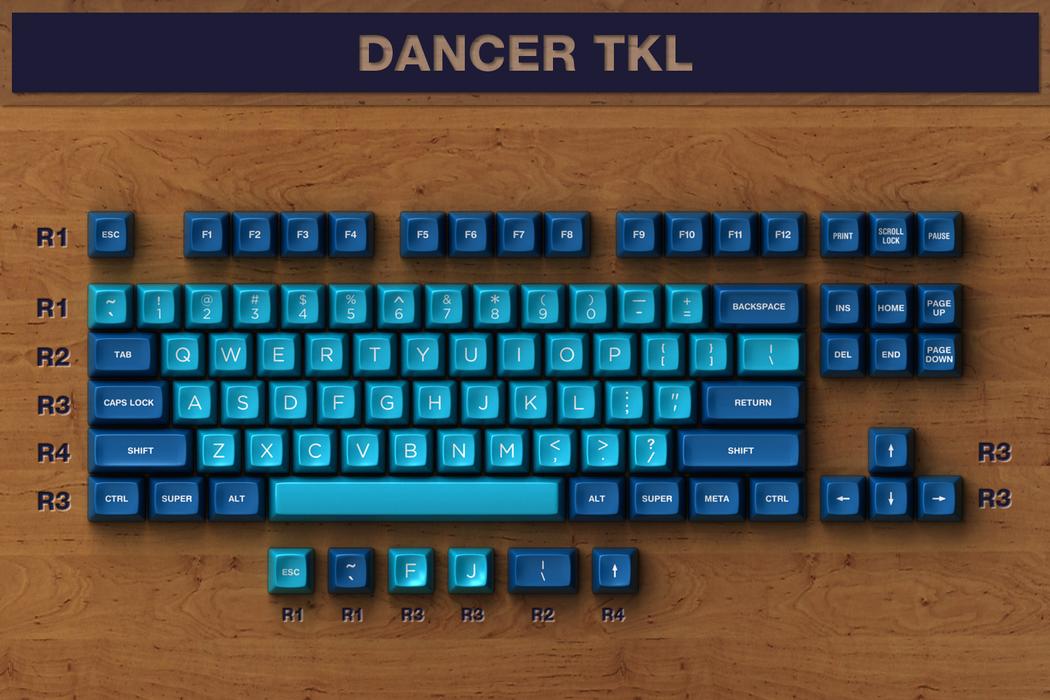 DANCER TKL
R1 ESC F1 F2 F3 F4 F5 F6 F7 F8 F9 F10 F11 F12 PRINT SCROLL LOCK PAUSE
R1 ~ ` ! 1 @ 2 # 3 $ 4 % 5 ^ 6 & 7 * 8 ( 9 ) 0 — - + = BACKSPACE INS HOME PAGE UP
R2 TAB Q W E R T Y U I O P { [ } ] | \ DEL END PAGE DOWN
R3 CAPS LOCK A S D F G H J K L : ; " ' RETURN
R4 SHIFT Z X C V B N M < , > . ? / SHIFT ↑ R3
R3 CTRL SUPER ALT ALT SUPER META CTRL ← ↓ → R3
ESC ~ ` F J | \ ↑
R1 R1 R3 R3 R2 R4